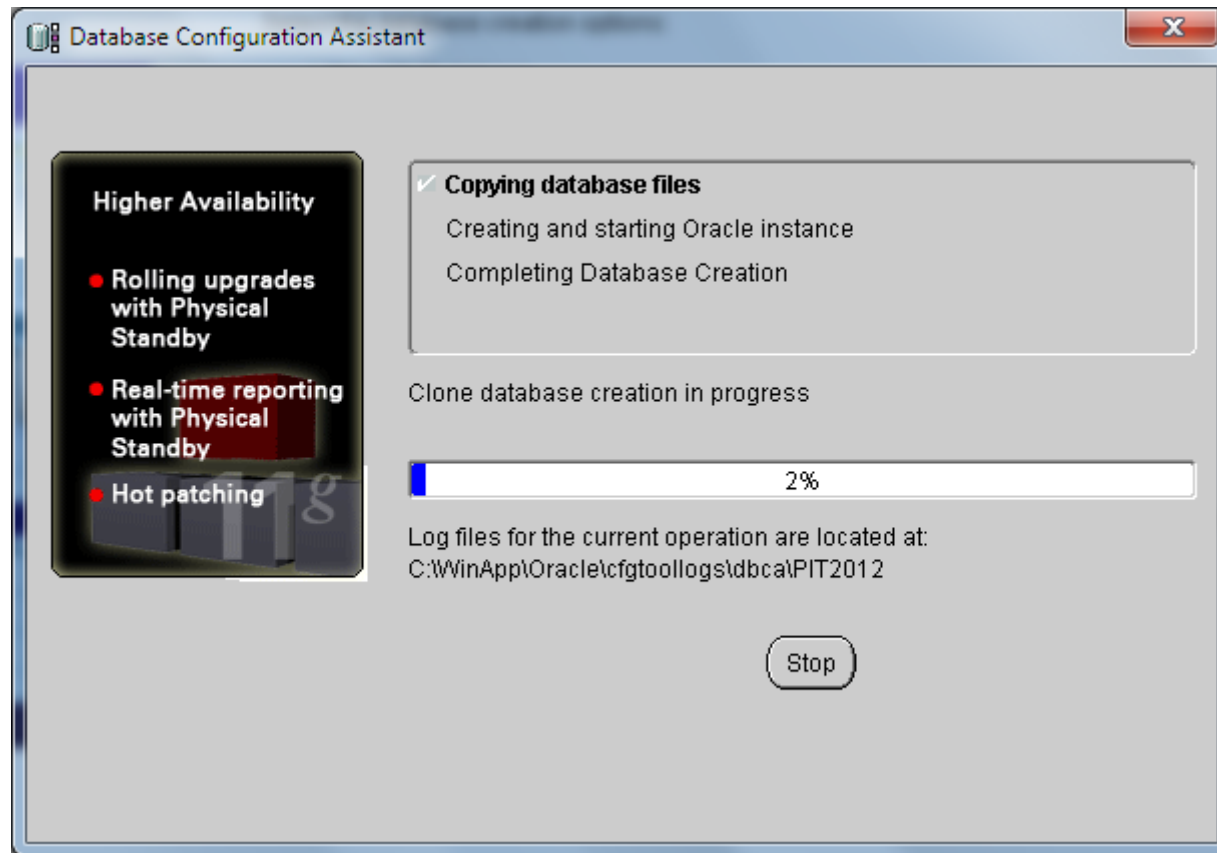 Database Configuration Assistant
Higher Availability
Rolling upgrades
with Physical
Standby
Real-time reporting
with Physical
Standby
Hot patching
11g
Copying database files
Creating and starting Oracle instance
Completing Database Creation
Clone database creation in progress
2%
Log files for the current operation are located at:
C:\WinApp\Oracle\cfgtoollogs\dbca\PIT2012
Stop